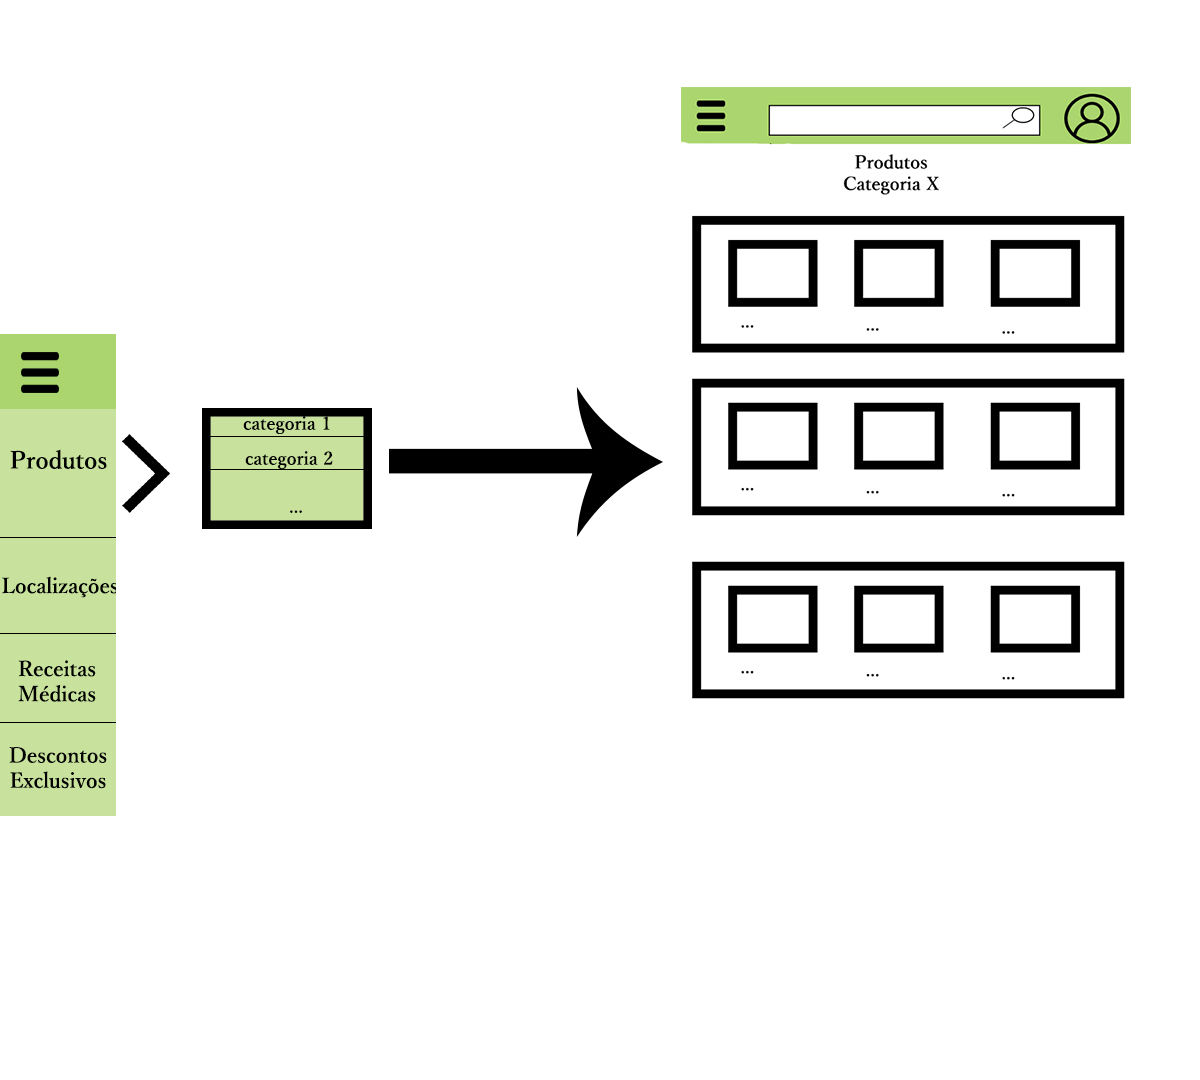 Produtos
Localizações
Receitas
Médicas
Descontos
Exclusivos
categoria 1
categoria 2
...
Produtos
Categoria X
... ... ...
... ... ...
... ... ...